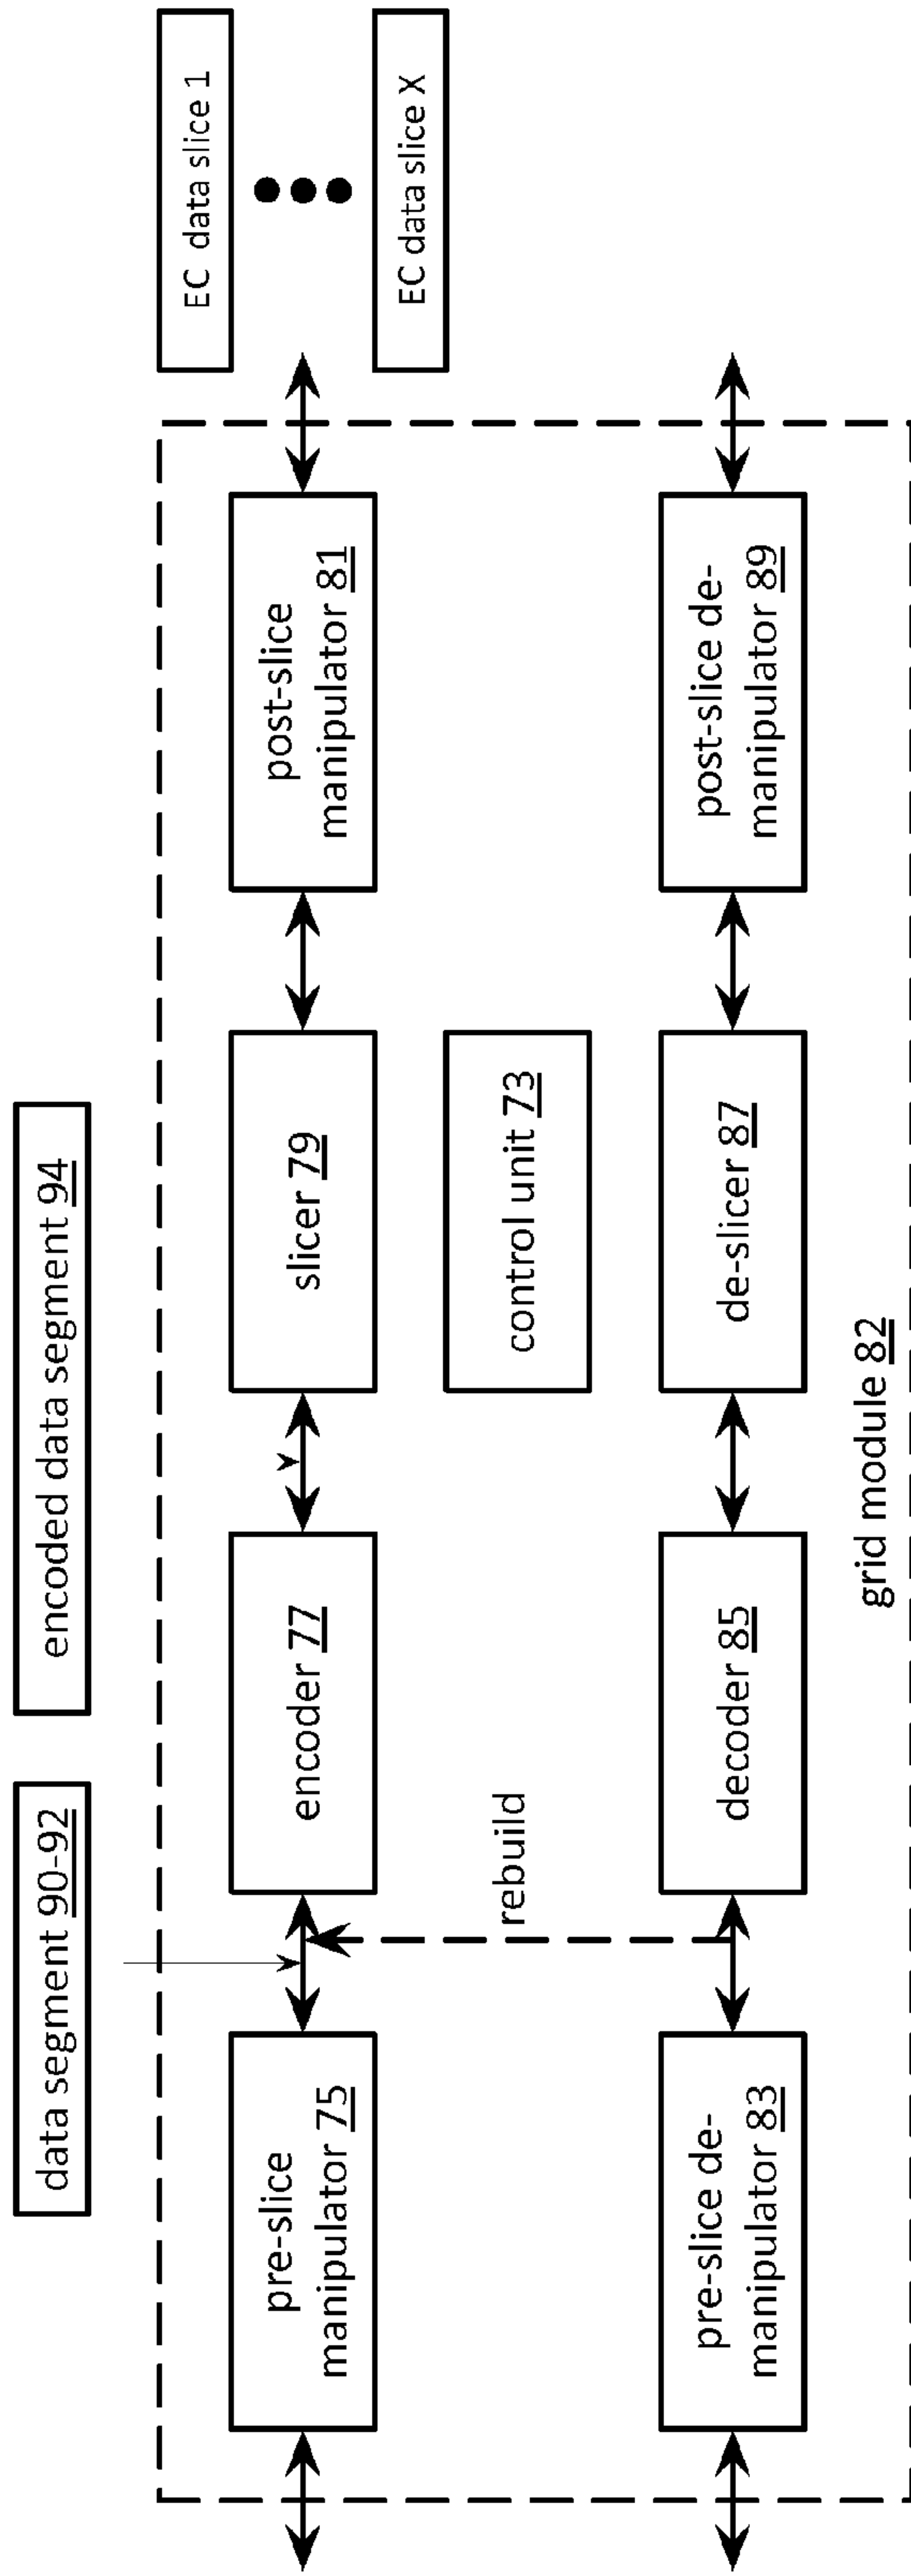 data segment 90-92
encoded data segment 94
EC data slice 1
EC data slice X
pre-slice
manipulator 75
encoder 77
slicer 79
post-slice
manipulator 81
rebuild
control unit 73
pre-slice de-
manipulator 83
decoder 85
de-slicer 87
post-slice de-
manipulator 89
grid module 82